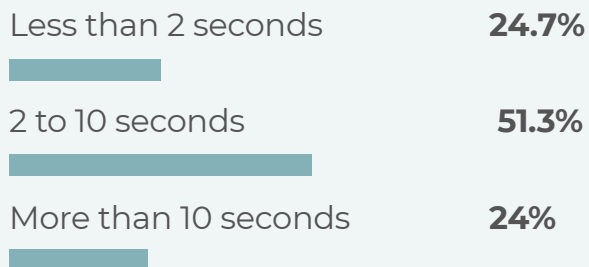 Less than 2 seconds 24.7%
2 to 10 seconds 51.3%
More than 10 seconds 24%